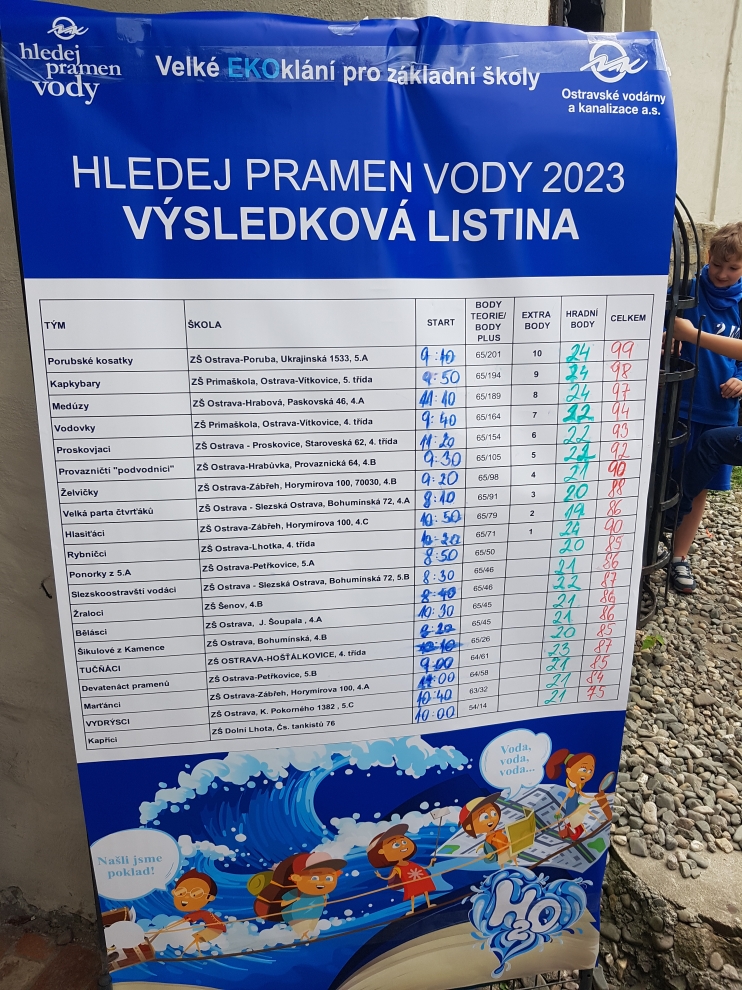 hledej
pramen
vody
Velké EKOklání pro základní školy
Ostravské vodárny
a kanalizace a.s.
HLEDEJ PRAMEN VODY 2023
VÝSLEDKOVÁ LISTINA
TÝM ŠKOLA START BODY TEORIE/ BODY PLUS EXTRA BODY HRADNÍ BODY CELKEM
Porubské kosatky ZŠ Ostrava-Poruba, Ukrajinská 1533, 5.A 9:10 65/201 10 24 99
Kapkybary ZŠ Primaškola, Ostrava-Vítkovice, 5. třída 9:50 65/194 9 24 98
Medúzy ZŠ Ostrava-Hrabová, Paskovská 46, 4.A 11:10 65/189 8 24 97
Vodovky ZŠ Primaškola, Ostrava-Vítkovice, 4. třída 9:40 65/164 7 22 94
Proskovjaci ZŠ Ostrava - Proskovice, Staroveská 62, 4. třída 11:20 65/154 6 22 93
Provazničtí "podvodníci" ZŠ Ostrava-Hrabůvka, Provaznická 64, 4.B 9:30 65/105 5 22 92
Želvičky ZŠ Ostrava-Zábřeh, Horymírova 100, 70030, 4.B 9:20 65/98 4 21 90
Velká parta čtvrťáků ZŠ Ostrava - Slezská Ostrava, Bohumínská 72, 4.A 8:10 65/91 3 20 88
Hlasiťáci ZŠ Ostrava-Zábřeh, Horymírova 100, 4.C 10:50 65/79 2 19 86
Rybníčci ZŠ Ostrava-Lhotka, 4. třída 10:20 65/71 1 24 90
Ponorky z 5.A ZŠ Ostrava-Petřkovice, 5.A 8:50 65/50 20 85
Slezskoostravští vodáci ZŠ Ostrava - Slezská Ostrava, Bohumínská 72, 5.B 8:30 65/46 21 86
Žraloci ZŠ Šenov, 4.B 8:40 65/46 22 87
Bělásci ZŠ Ostrava, J. Šoupala , 4.A 10:30 65/45 21 86
Šikulové z Kamence ZŠ Ostrava, Bohumínská, 4.B 8:20 65/45 21 86
TUČŇÁCI ZŠ OSTRAVA-HOŠŤÁLKOVICE, 4. třída 10:10 65/26 20 85
Devatenáct pramenů ZŠ Ostrava-Petřkovice, 5.B 9:00 64/61 23 87
Marťánci ZŠ Ostrava-Zábřeh, Horymírova 100, 4.A 11:00 64/58 21 85
VYDRÝSCI ZŠ Ostrava, K. Pokorného 1382 , 5.C 10:40 63/32 21 84
Kapříci ZŠ Dolní Lhota, Čs. tankistů 76 10:00 54/14 21 75
Voda,
voda,
voda...
Našli jsme
poklad!
H2O